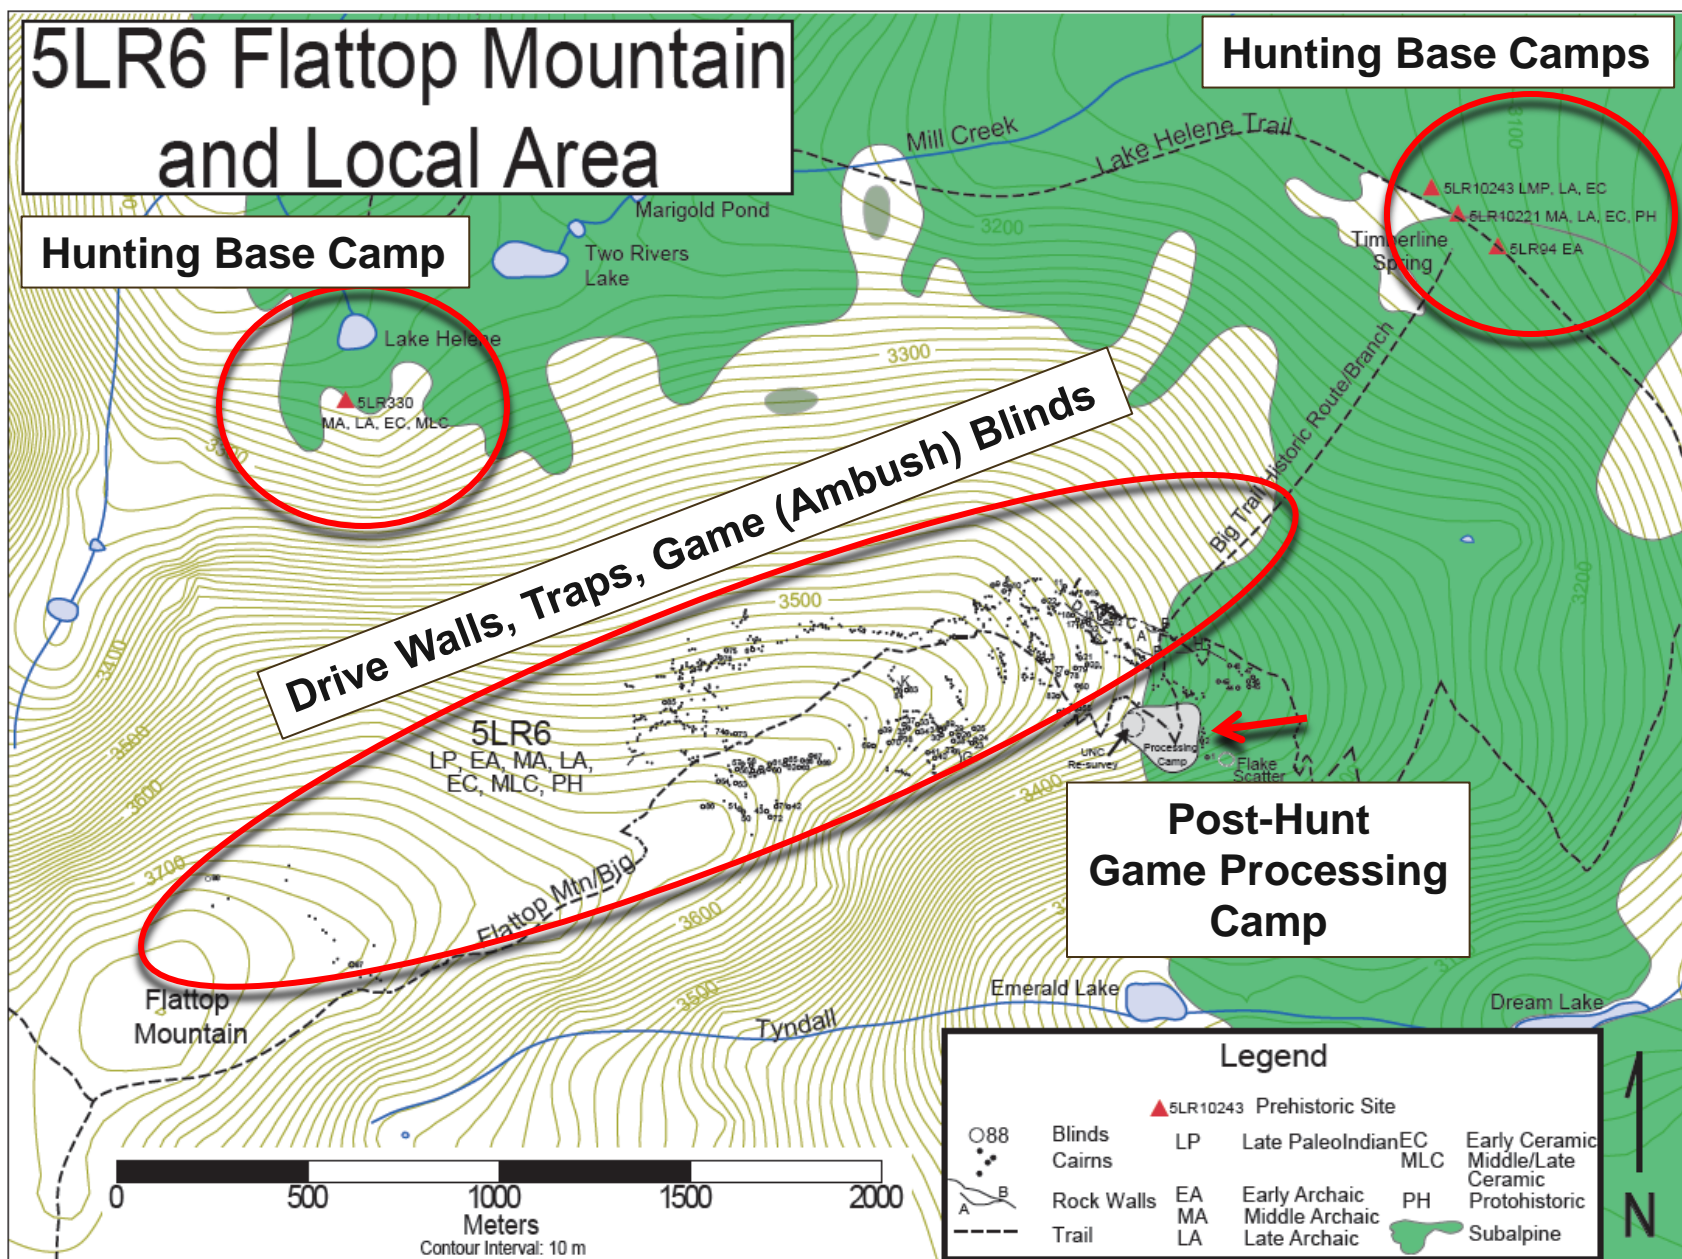 5LR6 Flattop Mountain
and Local Area
Hunting Base Camps
Mill Creek
Lake Helene Trail
3100
5LR10243 LMP, LA, EC
5LR10221 MA, LA, EC, PH
5LR94 EA
Timberline
Spring
Marigold Pond
3200
Hunting Base Camp
Two Rivers
Lake
Lake Helene
3300
5LR330
MA, LA, EC, MLC
3300
Big Trail Historic Route/Branch
Drive Walls, Traps, Game (Ambush) Blinds
3200
3500
3400
3500
3600
3700
5LR6
LP, EA, MA, LA,
EC, MLC, PH
K
C
A
UNC
Re-survey
Processing
Camp
Flake
Scatter
3400
Post-Hunt
Game Processing
Camp
Flattop Mtn/Big
3600
3500
Flattop
Mountain
Tyndall
Emerald Lake
Dream Lake
Legend
5LR10243 Prehistoric Site
88 Blinds
Cairns
A B Rock Walls
Trail
LP Late PaleoIndian
EA Early Archaic
MA Middle Archaic
LA Late Archaic
EC Early Ceramic
MLC Middle/Late
Ceramic
PH Protohistoric
Subalpine
N
0 500 1000 1500 2000
Meters
Contour Interval: 10 m